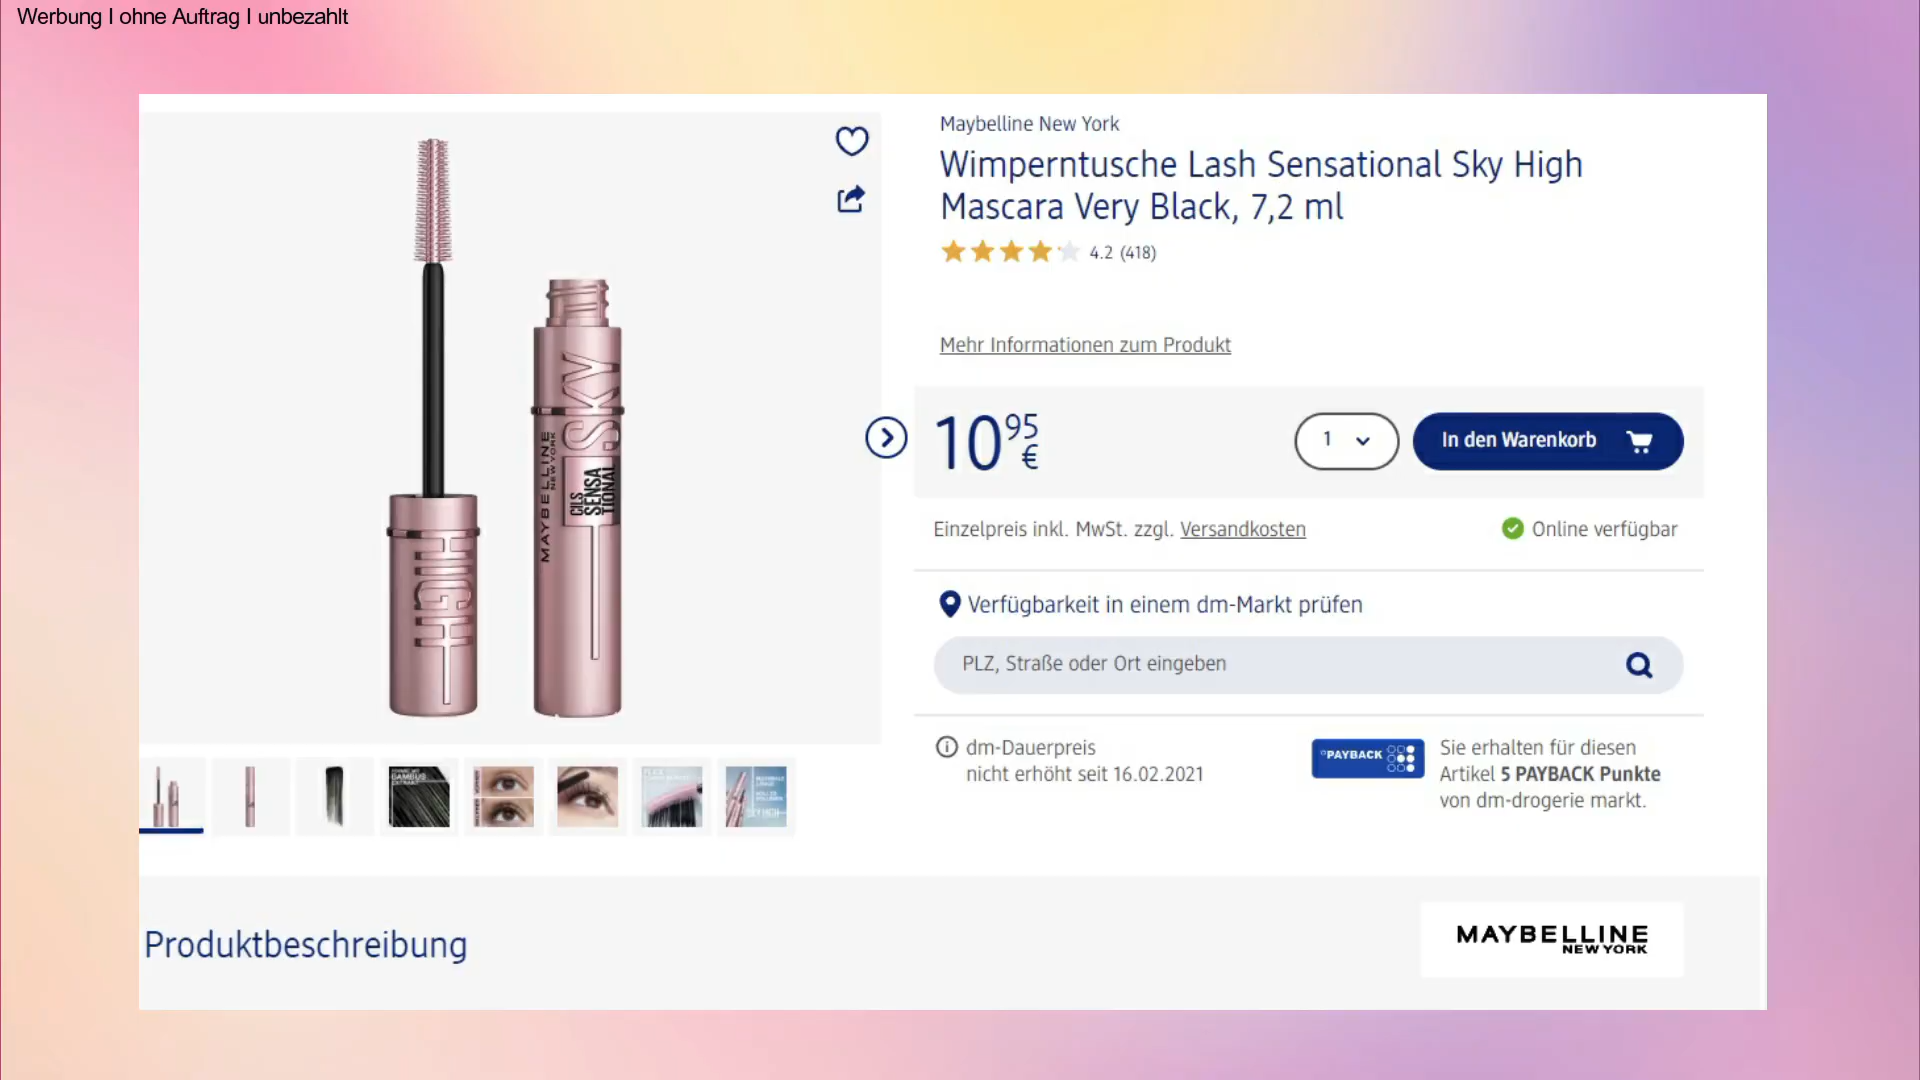 Werbung I ohne Auftrag I unbezahlt
Maybelline New York
Wimperntusche Lash Sensational Sky High
Mascara Very Black, 7,2 ml
4.2 (418)
Mehr Informationen zum Produkt
10 95 €
1
In den Warenkorb
Einzelpreis inkl. MwSt. zzgl. Versandkosten
Online verfügbar
Verfügbarkeit in einem dm-Markt prüfen
PLZ, Straße oder Ort eingeben
dm-Dauerpreis
nicht erhöht seit 16.02.2021
°PAYBACK
Sie erhalten für diesen
Artikel 5 PAYBACK Punkte
von dm-drogerie markt.
HIGH
MAYBELLINE
NEW YORK
SKY
CILS
SENSA
TIONAL
BAMBUS
Produktbeschreibung
MAYBELLINE
NEW YORK